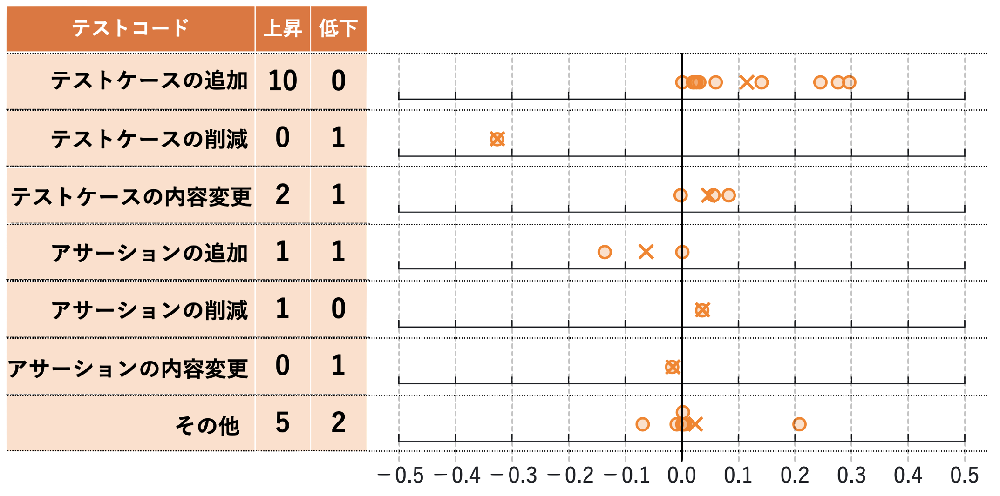 テストコード 上昇 低下
テストケースの追加 10 0
テストケースの削減 0 1
テストケースの内容変更 2 1
アサーションの追加 1 1
アサーションの削減 1 0
アサーションの内容変更 0 1
その他 5 2
−0.5 −0.4 −0.3 −0.2 −0.1 0.0 0.1 0.2 0.3 0.4 0.5